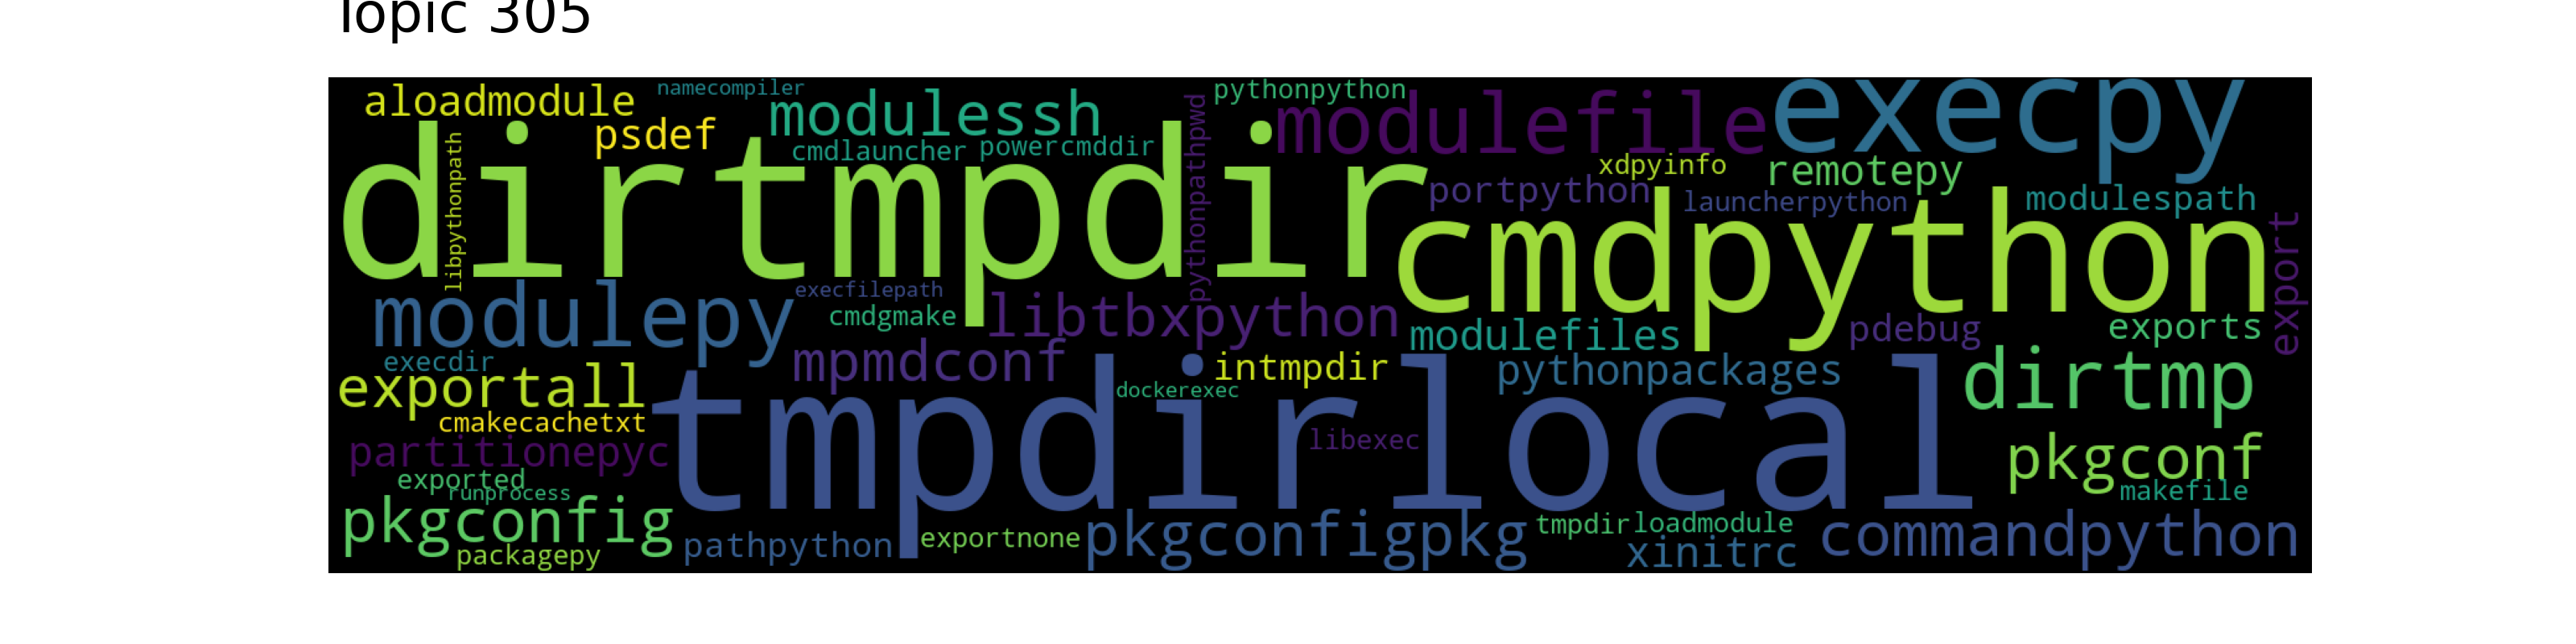 Topic 305
aloadmodule
namecompiler
modulessh
pythonpython
modulefile
execpy
psdef
cmdlauncher
powercmddir
pythonpathpwd
libpythonpath
dirtmpdir
xdpyinfo
remotepy
portpython
launcherpython
modulespath
cmdpython
export
modulepy
execfilepath
cmdgmake
libtbxpython
modulefiles
pdebug
exports
execdir
mpmdconf
intmpdir
pythonpackages
dirtmp
exportall
dockerexec
cmakecachetxt
tmpdirlocal
libexec
partitionepyc
pkgconf
exported
runprocess
makefile
pkgconfig
packagepy
pathpython
exportnone
pkgconfigpkg
tmpdir
loadmodule
xinitrc
commandpython